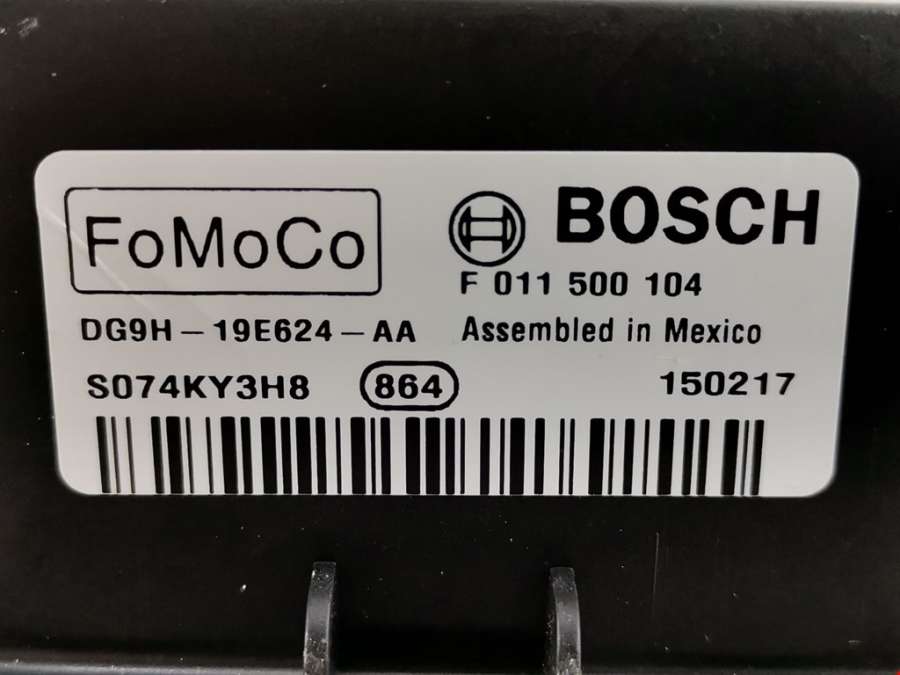 FoMoCo
BOSCH
F 011 500 104
DG9H-19E624-AA
Assembled in Mexico
S074KY3H8
864
150217